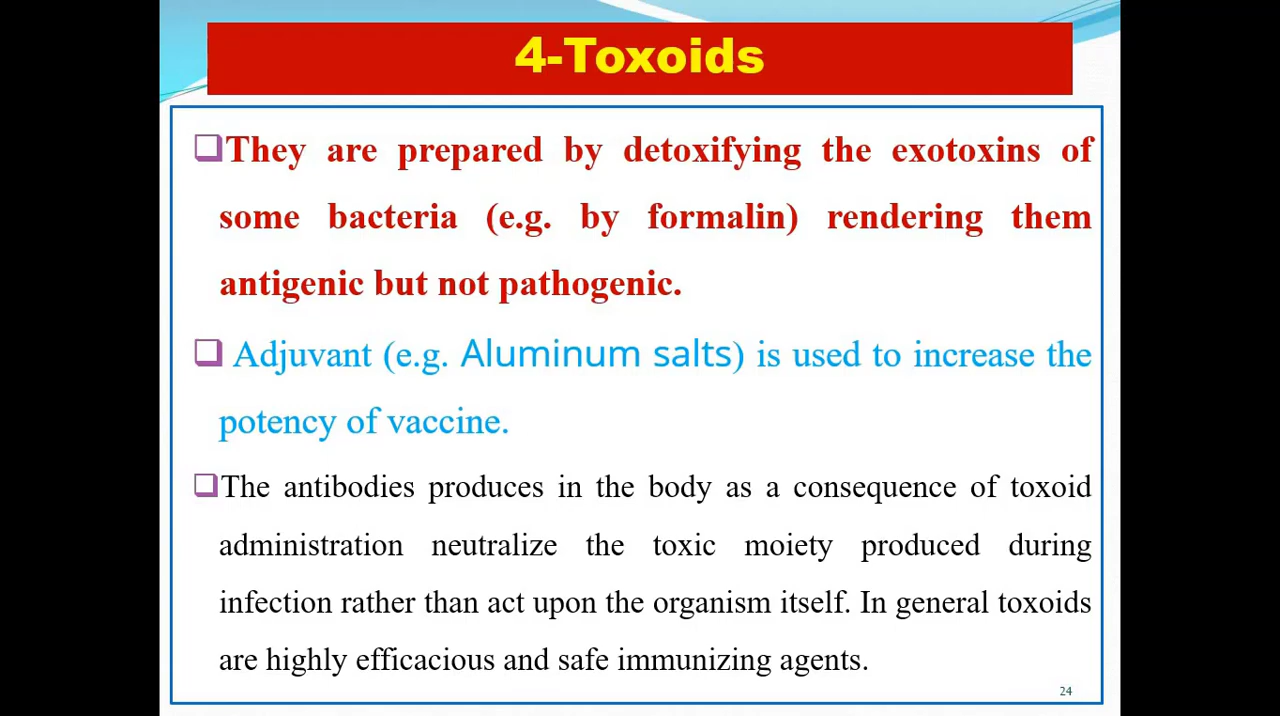 4-Toxoids
They are prepared by detoxifying the exotoxins of
some bacteria (e.g. by formalin) rendering them
antigenic but not pathogenic.
Adjuvant (e.g. Aluminum salts) is used to increase the
potency of vaccine.
The antibodies produces in the body as a consequence of toxoid
administration neutralize the toxic moiety produced during
infection rather than act upon the organism itself. In general toxoids
are highly efficacious and safe immunizing agents.
24